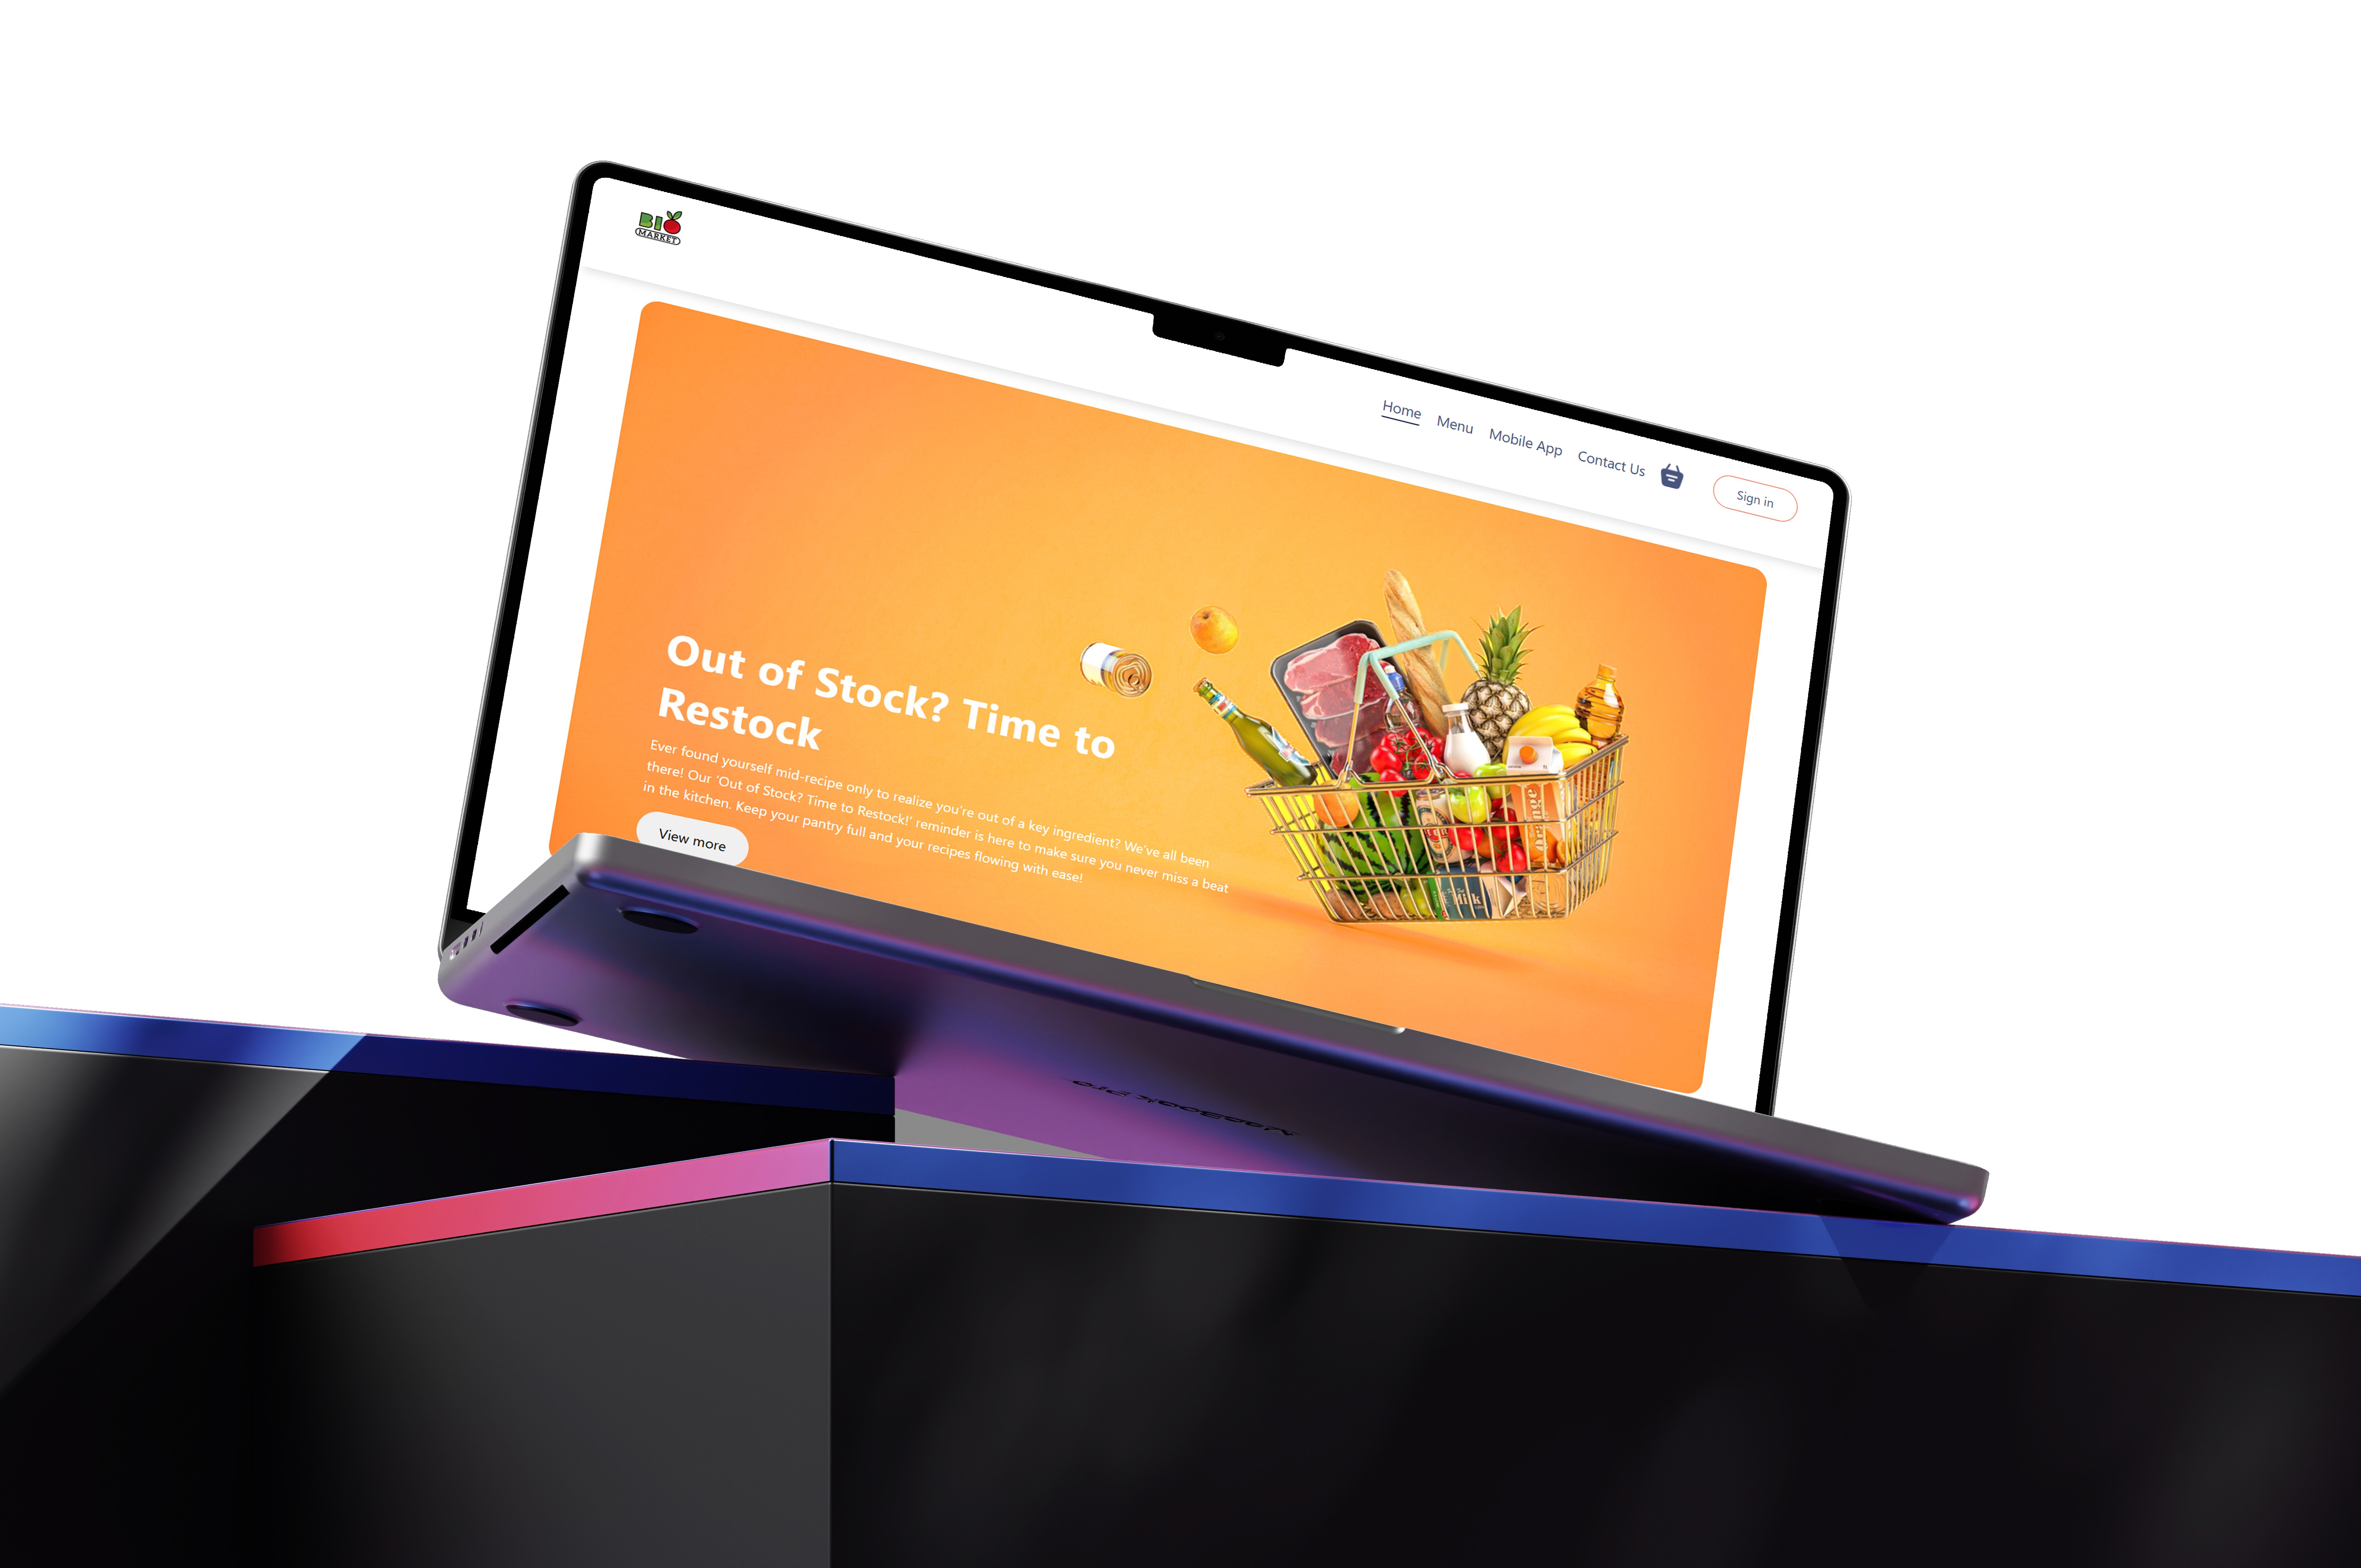 BIO
MARKET
Home Menu Mobile App Contact Us Sign in
Out of Stock? Time to
Restock
Ever found yourself mid-recipe only to realize you're out of a key ingredient? We've all been
there! Our 'Out of Stock? Time to Restock!' reminder is here to make sure you never miss a beat
in the kitchen. Keep your pantry full and your recipes flowing with ease!
View more
Orange
Milk
MacBook Pro